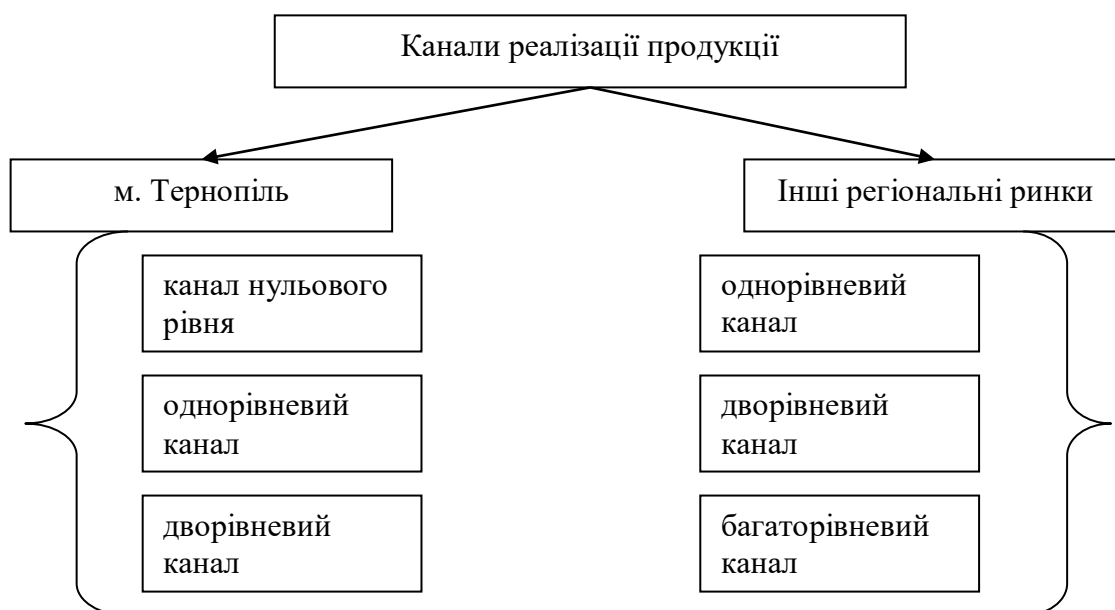 Канали реалізації продукції
м. Тернопіль
Інші регіональні ринки
канал нульового
рівня
однорівневий
канал
дворівневий
канал
однорівневий
канал
дворівневий
канал
багаторівневий
канал